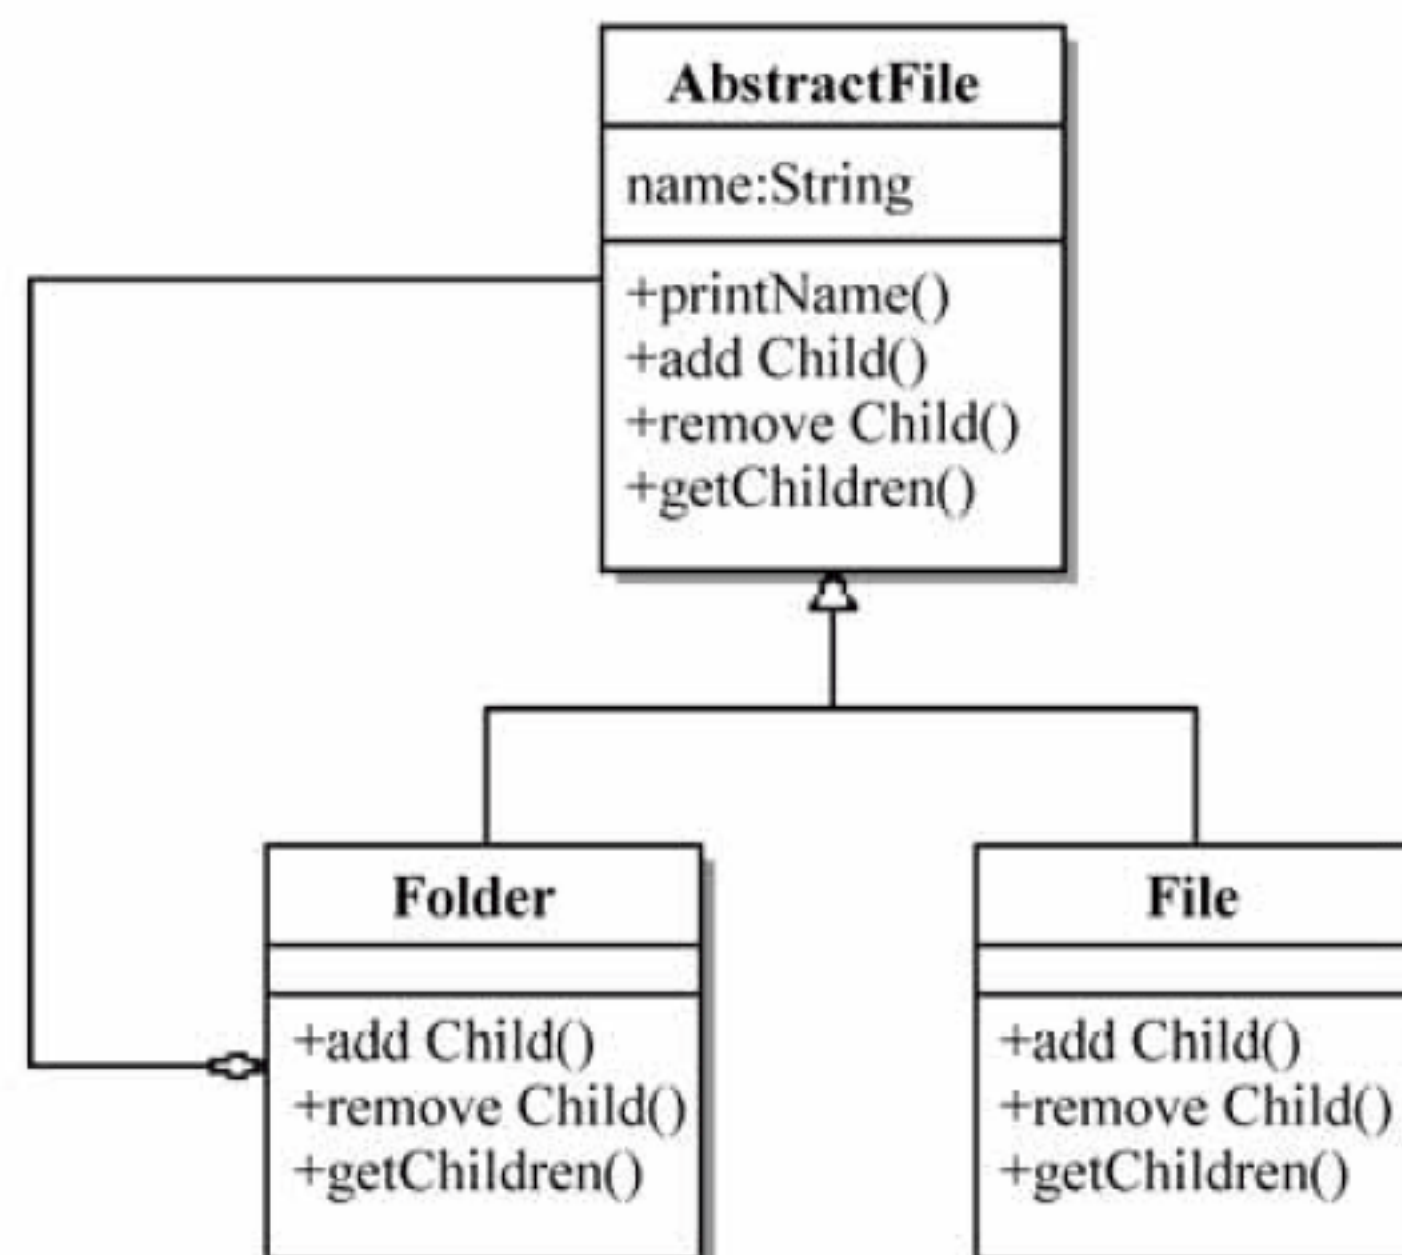 AbstractFile
name:String
+printName()
+add Child()
+remove Child()
+getChildren()
Folder
+add Child()
+remove Child()
+getChildren()
File
+add Child()
+remove Child()
+getChildren()